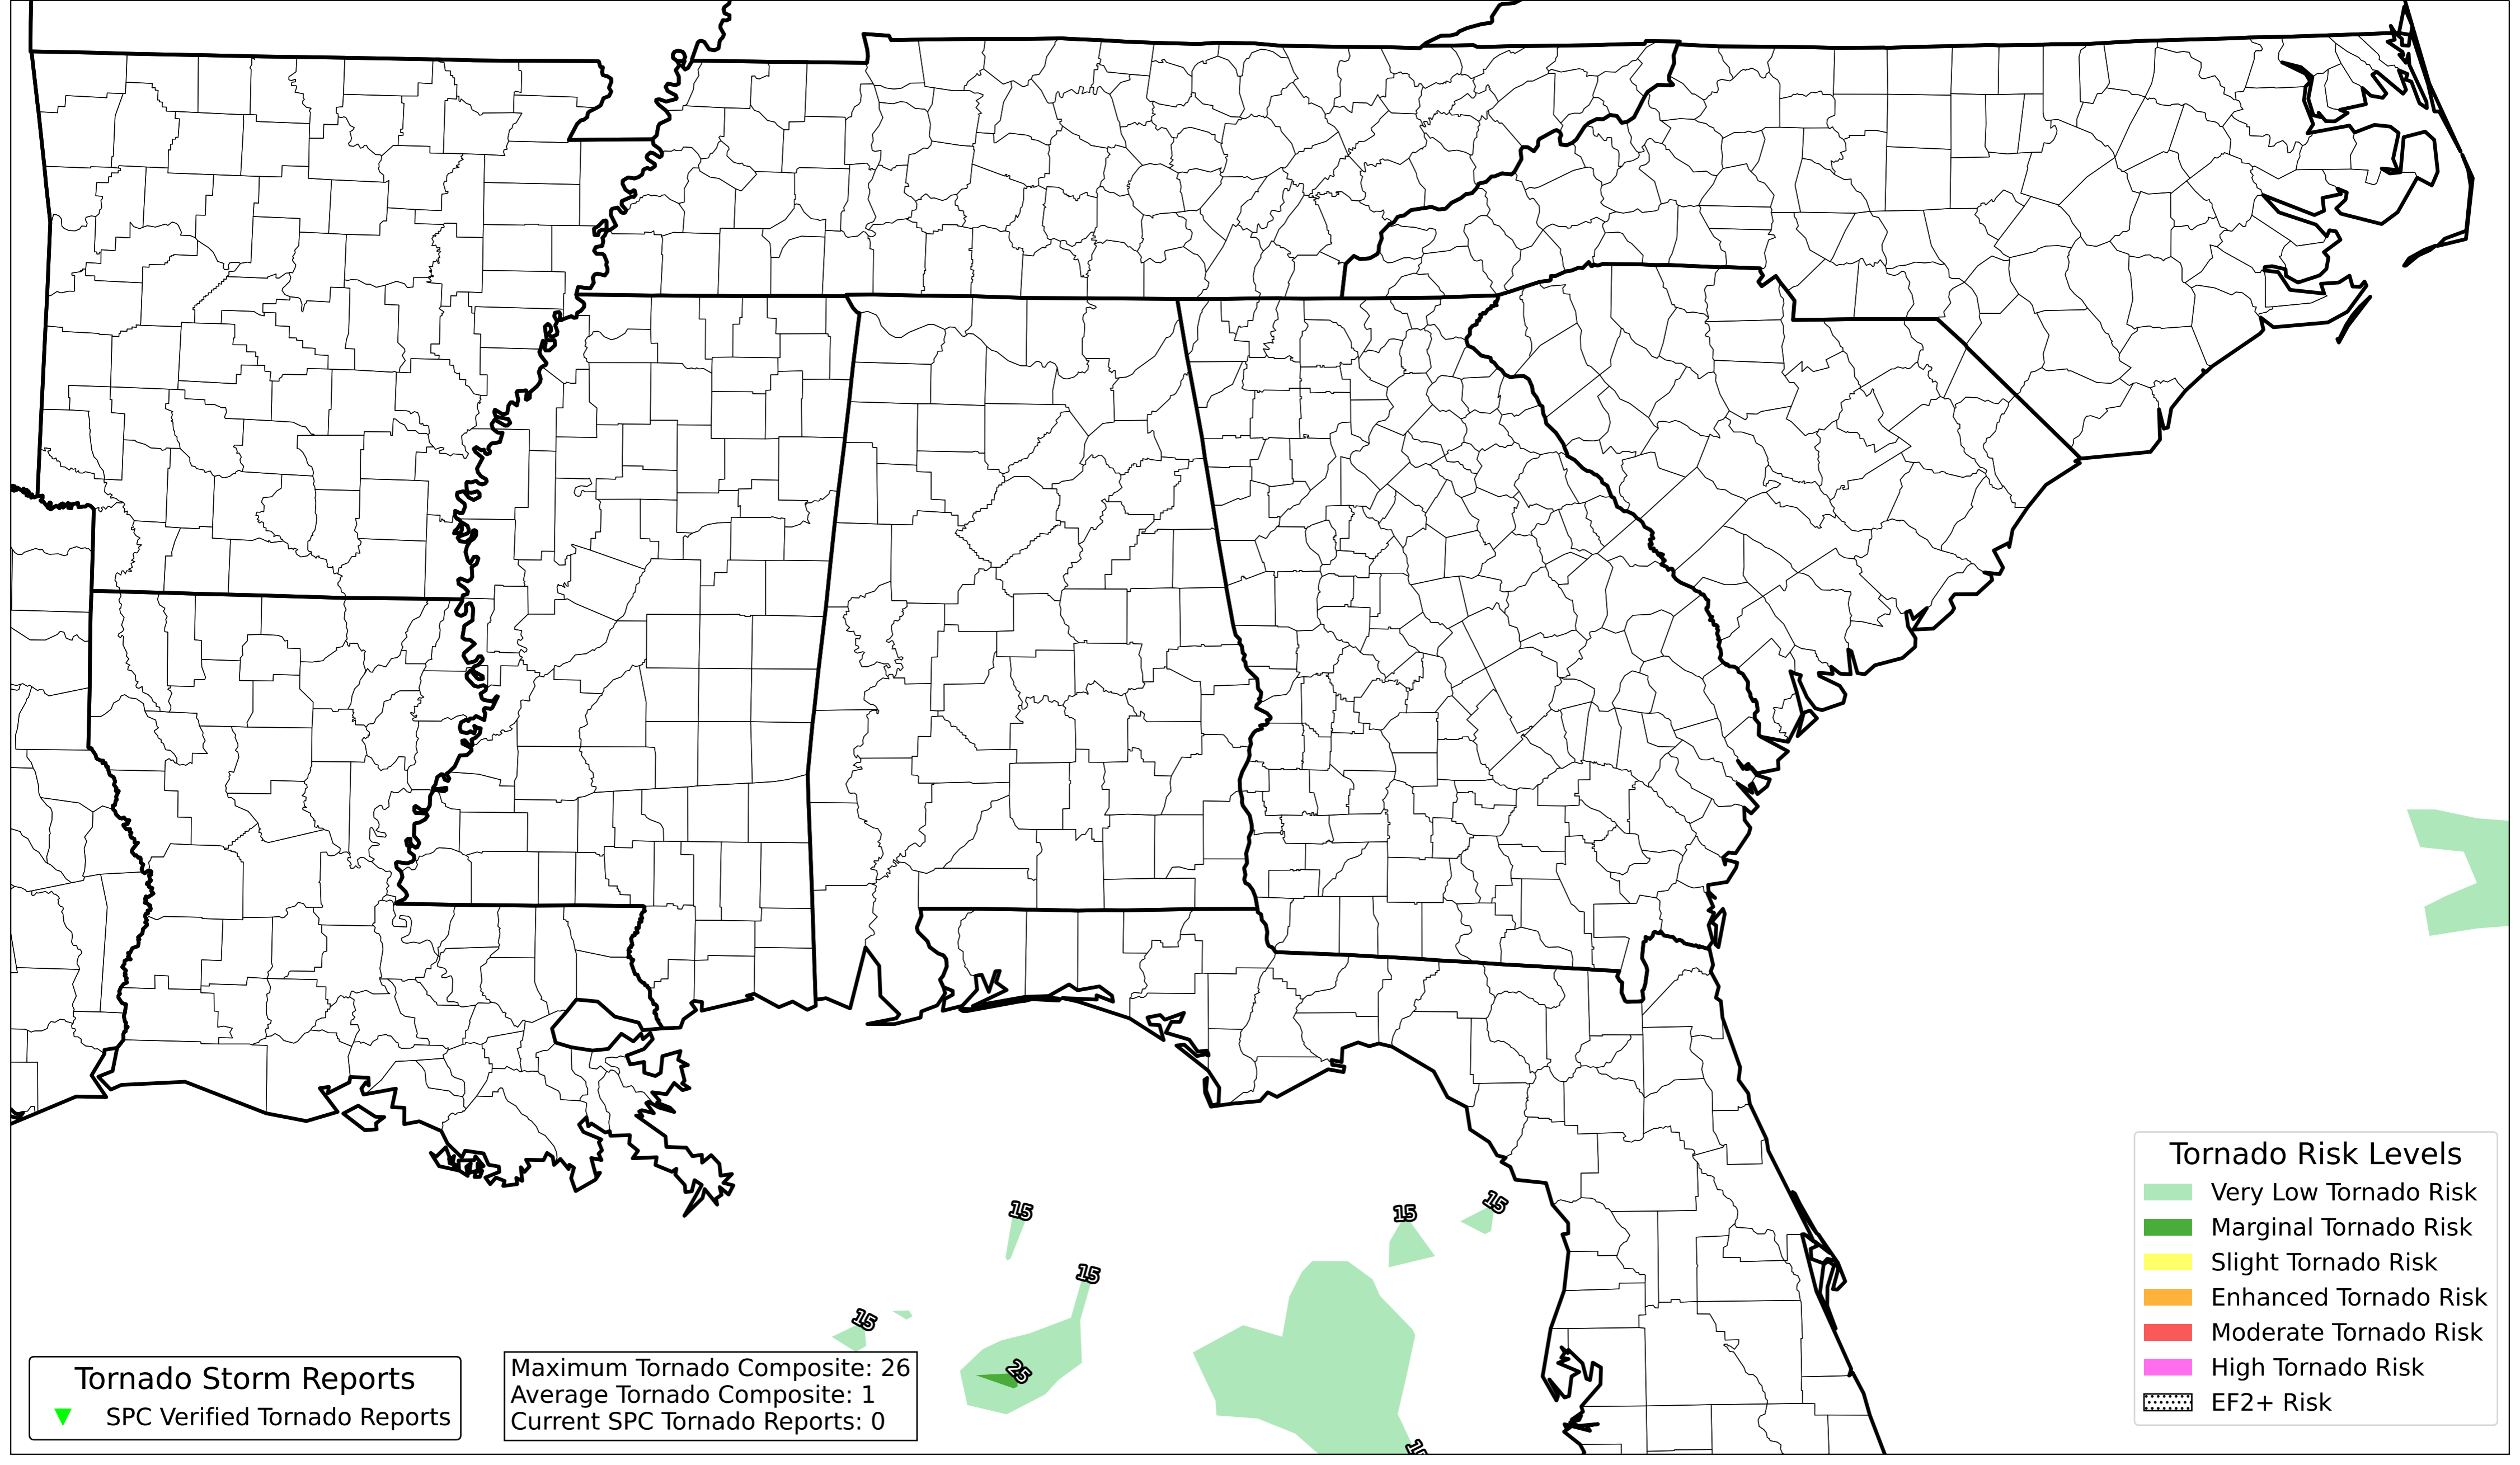 15
15
15
15
15
25
Tornado Storm Reports
SPC Verified Tornado Reports
Maximum Tornado Composite: 26
Average Tornado Composite: 1
Current SPC Tornado Reports: 0
Tornado Risk Levels
Very Low Tornado Risk
Marginal Tornado Risk
Slight Tornado Risk
Enhanced Tornado Risk
Moderate Tornado Risk
High Tornado Risk
EF2+ Risk